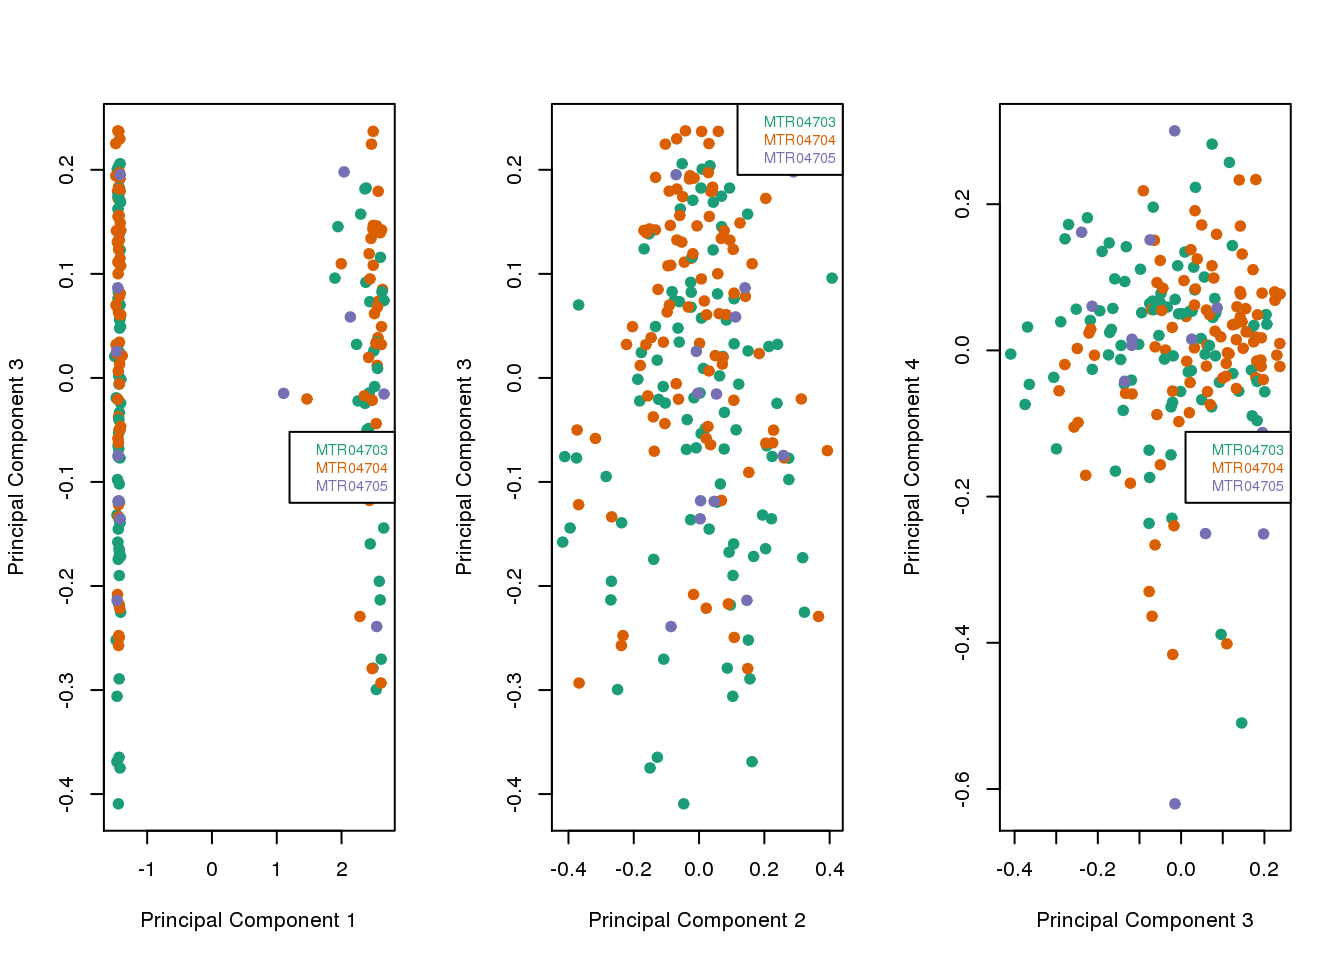 Principal Component 3
0.2
0.1
0.0
-0.1
-0.2
-0.3
-0.4
-1
0
1
2
Principal Component 1
MTR04703
MTR04704
MTR04705
Principal Component 3
0.2
0.1
0.0
-0.1
-0.2
-0.3
-0.4
-0.4
-0.2
0.0
0.2
0.4
Principal Component 2
MTR04703
MTR04704
MTR04705
Principal Component 4
0.2
0.0
-0.2
-0.4
-0.6
-0.4
-0.2
0.0
0.2
Principal Component 3
MTR04703
MTR04704
MTR04705